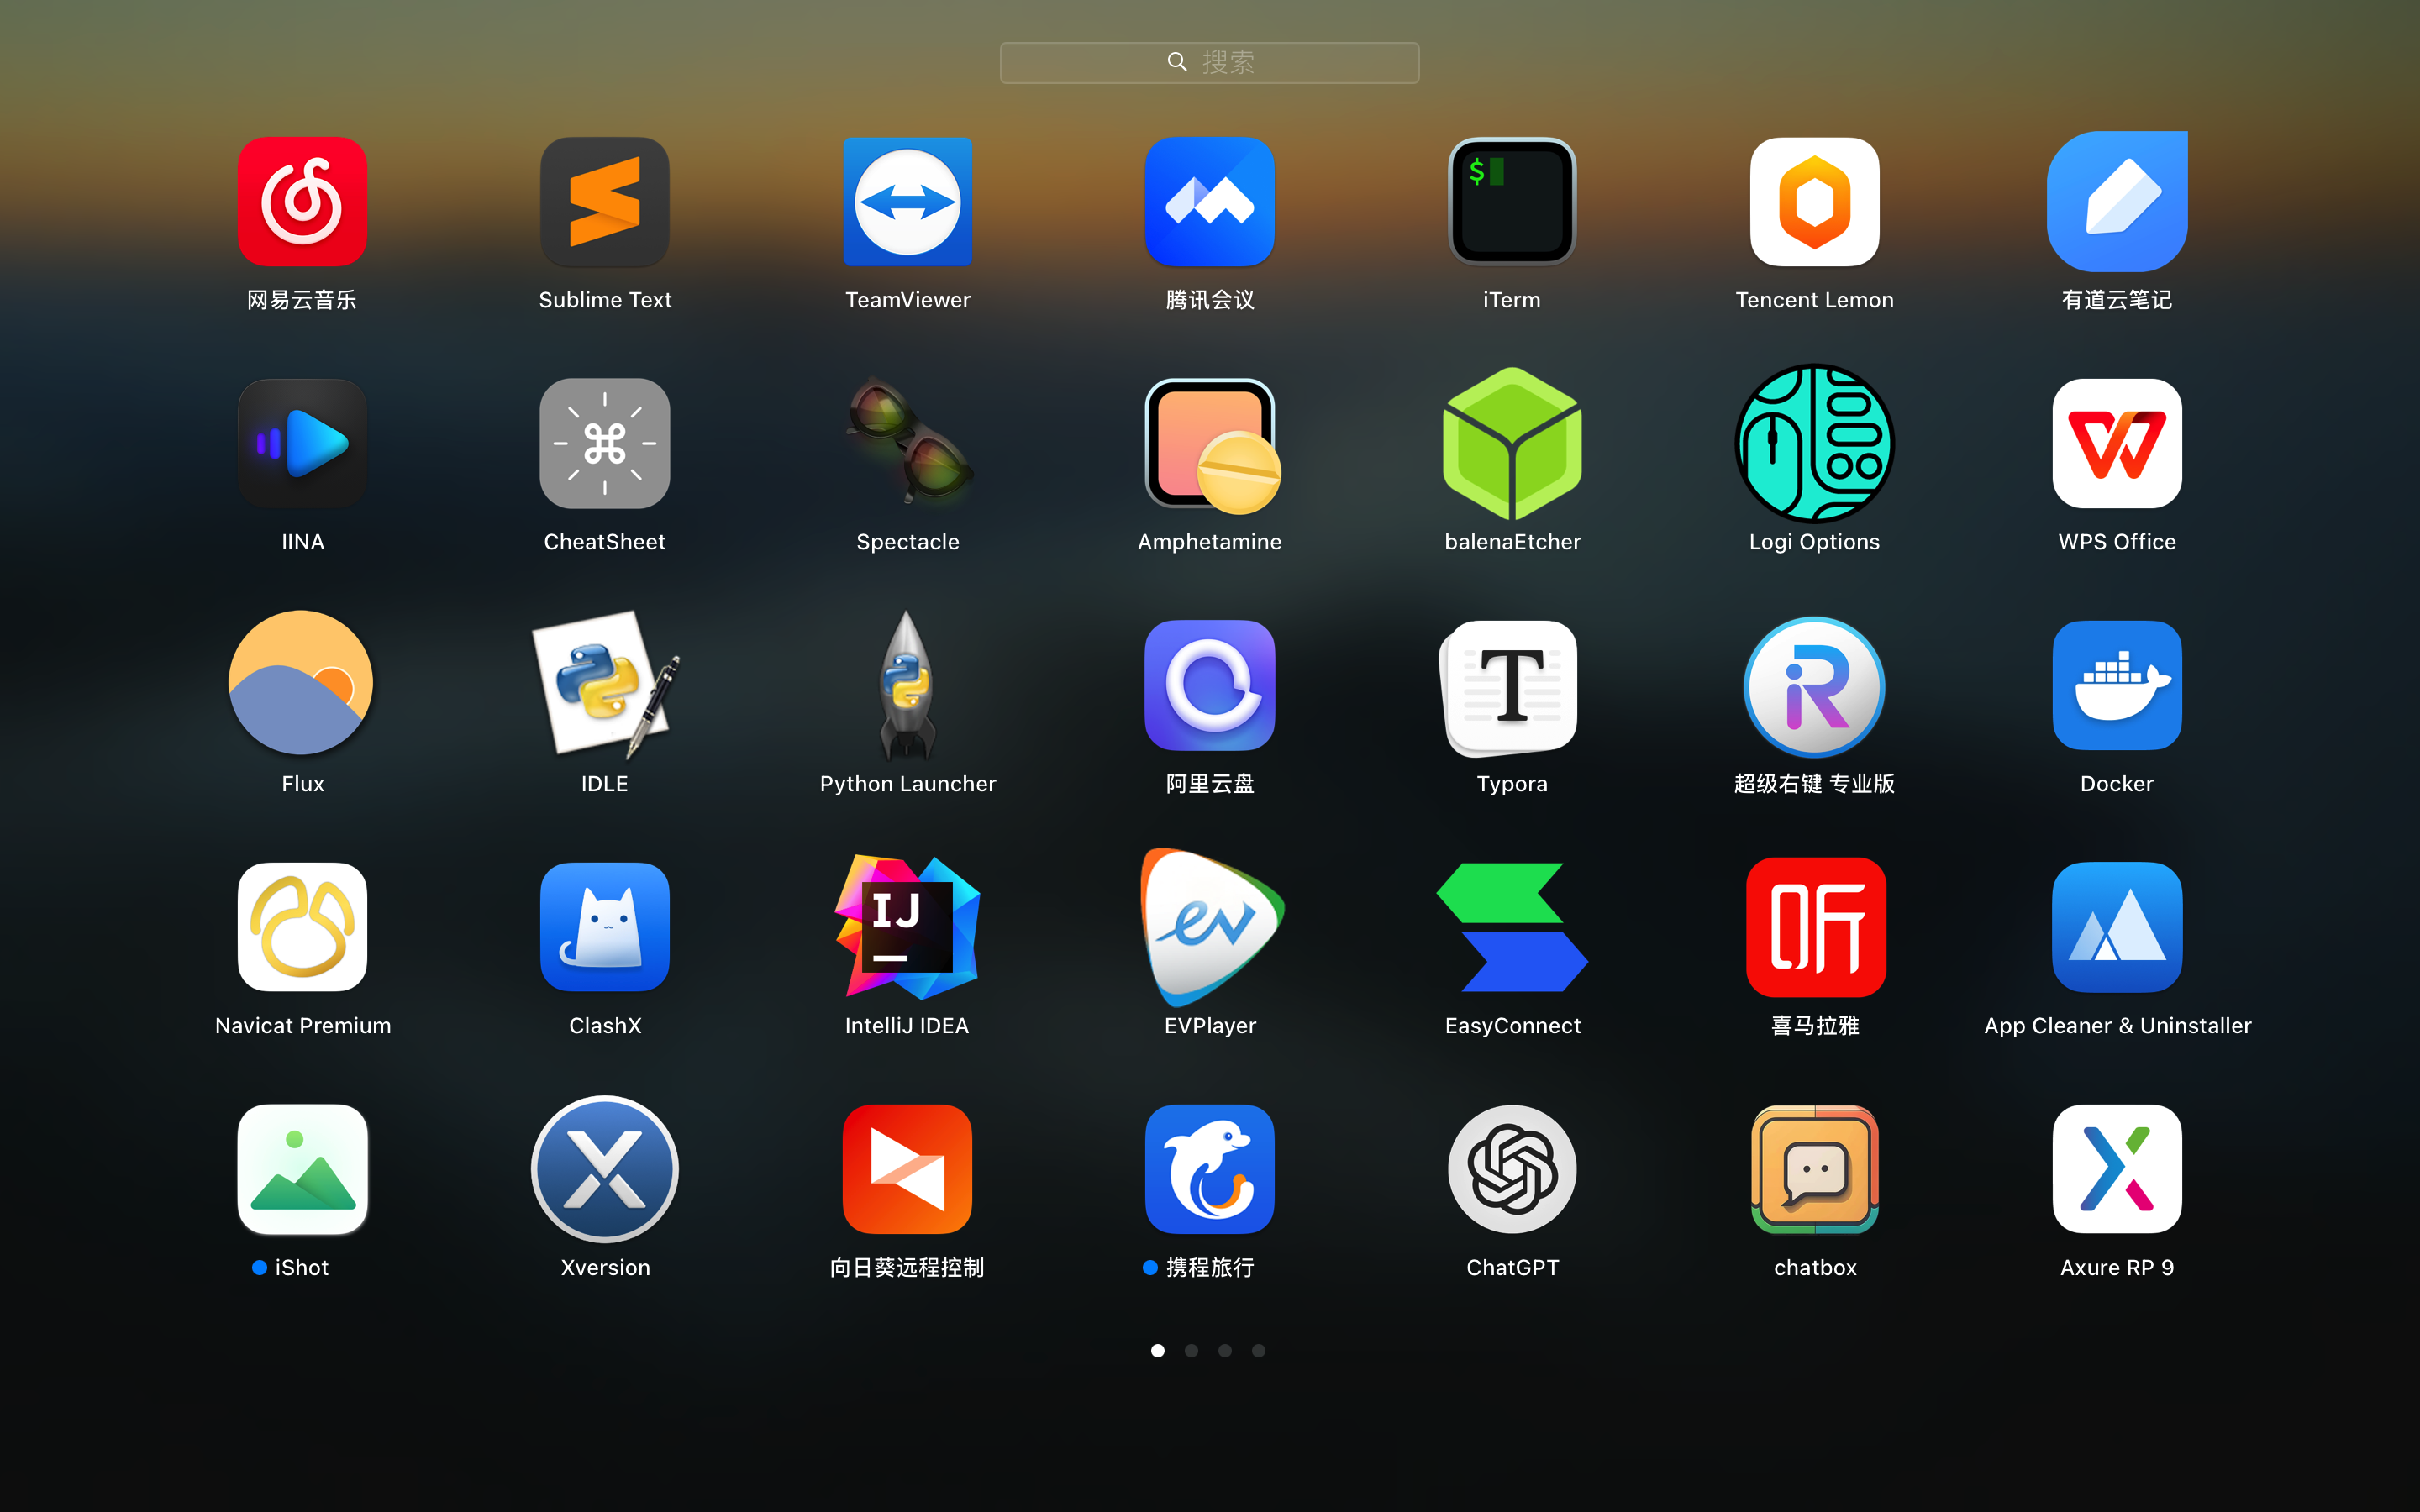 搜索
$
网易云音乐 Sublime Text TeamViewer 腾讯会议 iTerm Tencent Lemon 有道云笔记
IINA CheatSheet Spectacle Amphetamine balenaEtcher Logi Options WPS Office
Flux IDLE Python Launcher 阿里云盘 Typora 超级右键 专业版 Docker
IJ
ev
听
Navicat Premium ClashX IntelliJ IDEA EVPlayer EasyConnect 喜马拉雅 App Cleaner & Uninstaller
iShot Xversion 向日葵远程控制 携程旅行 ChatGPT chatbox Axure RP 9